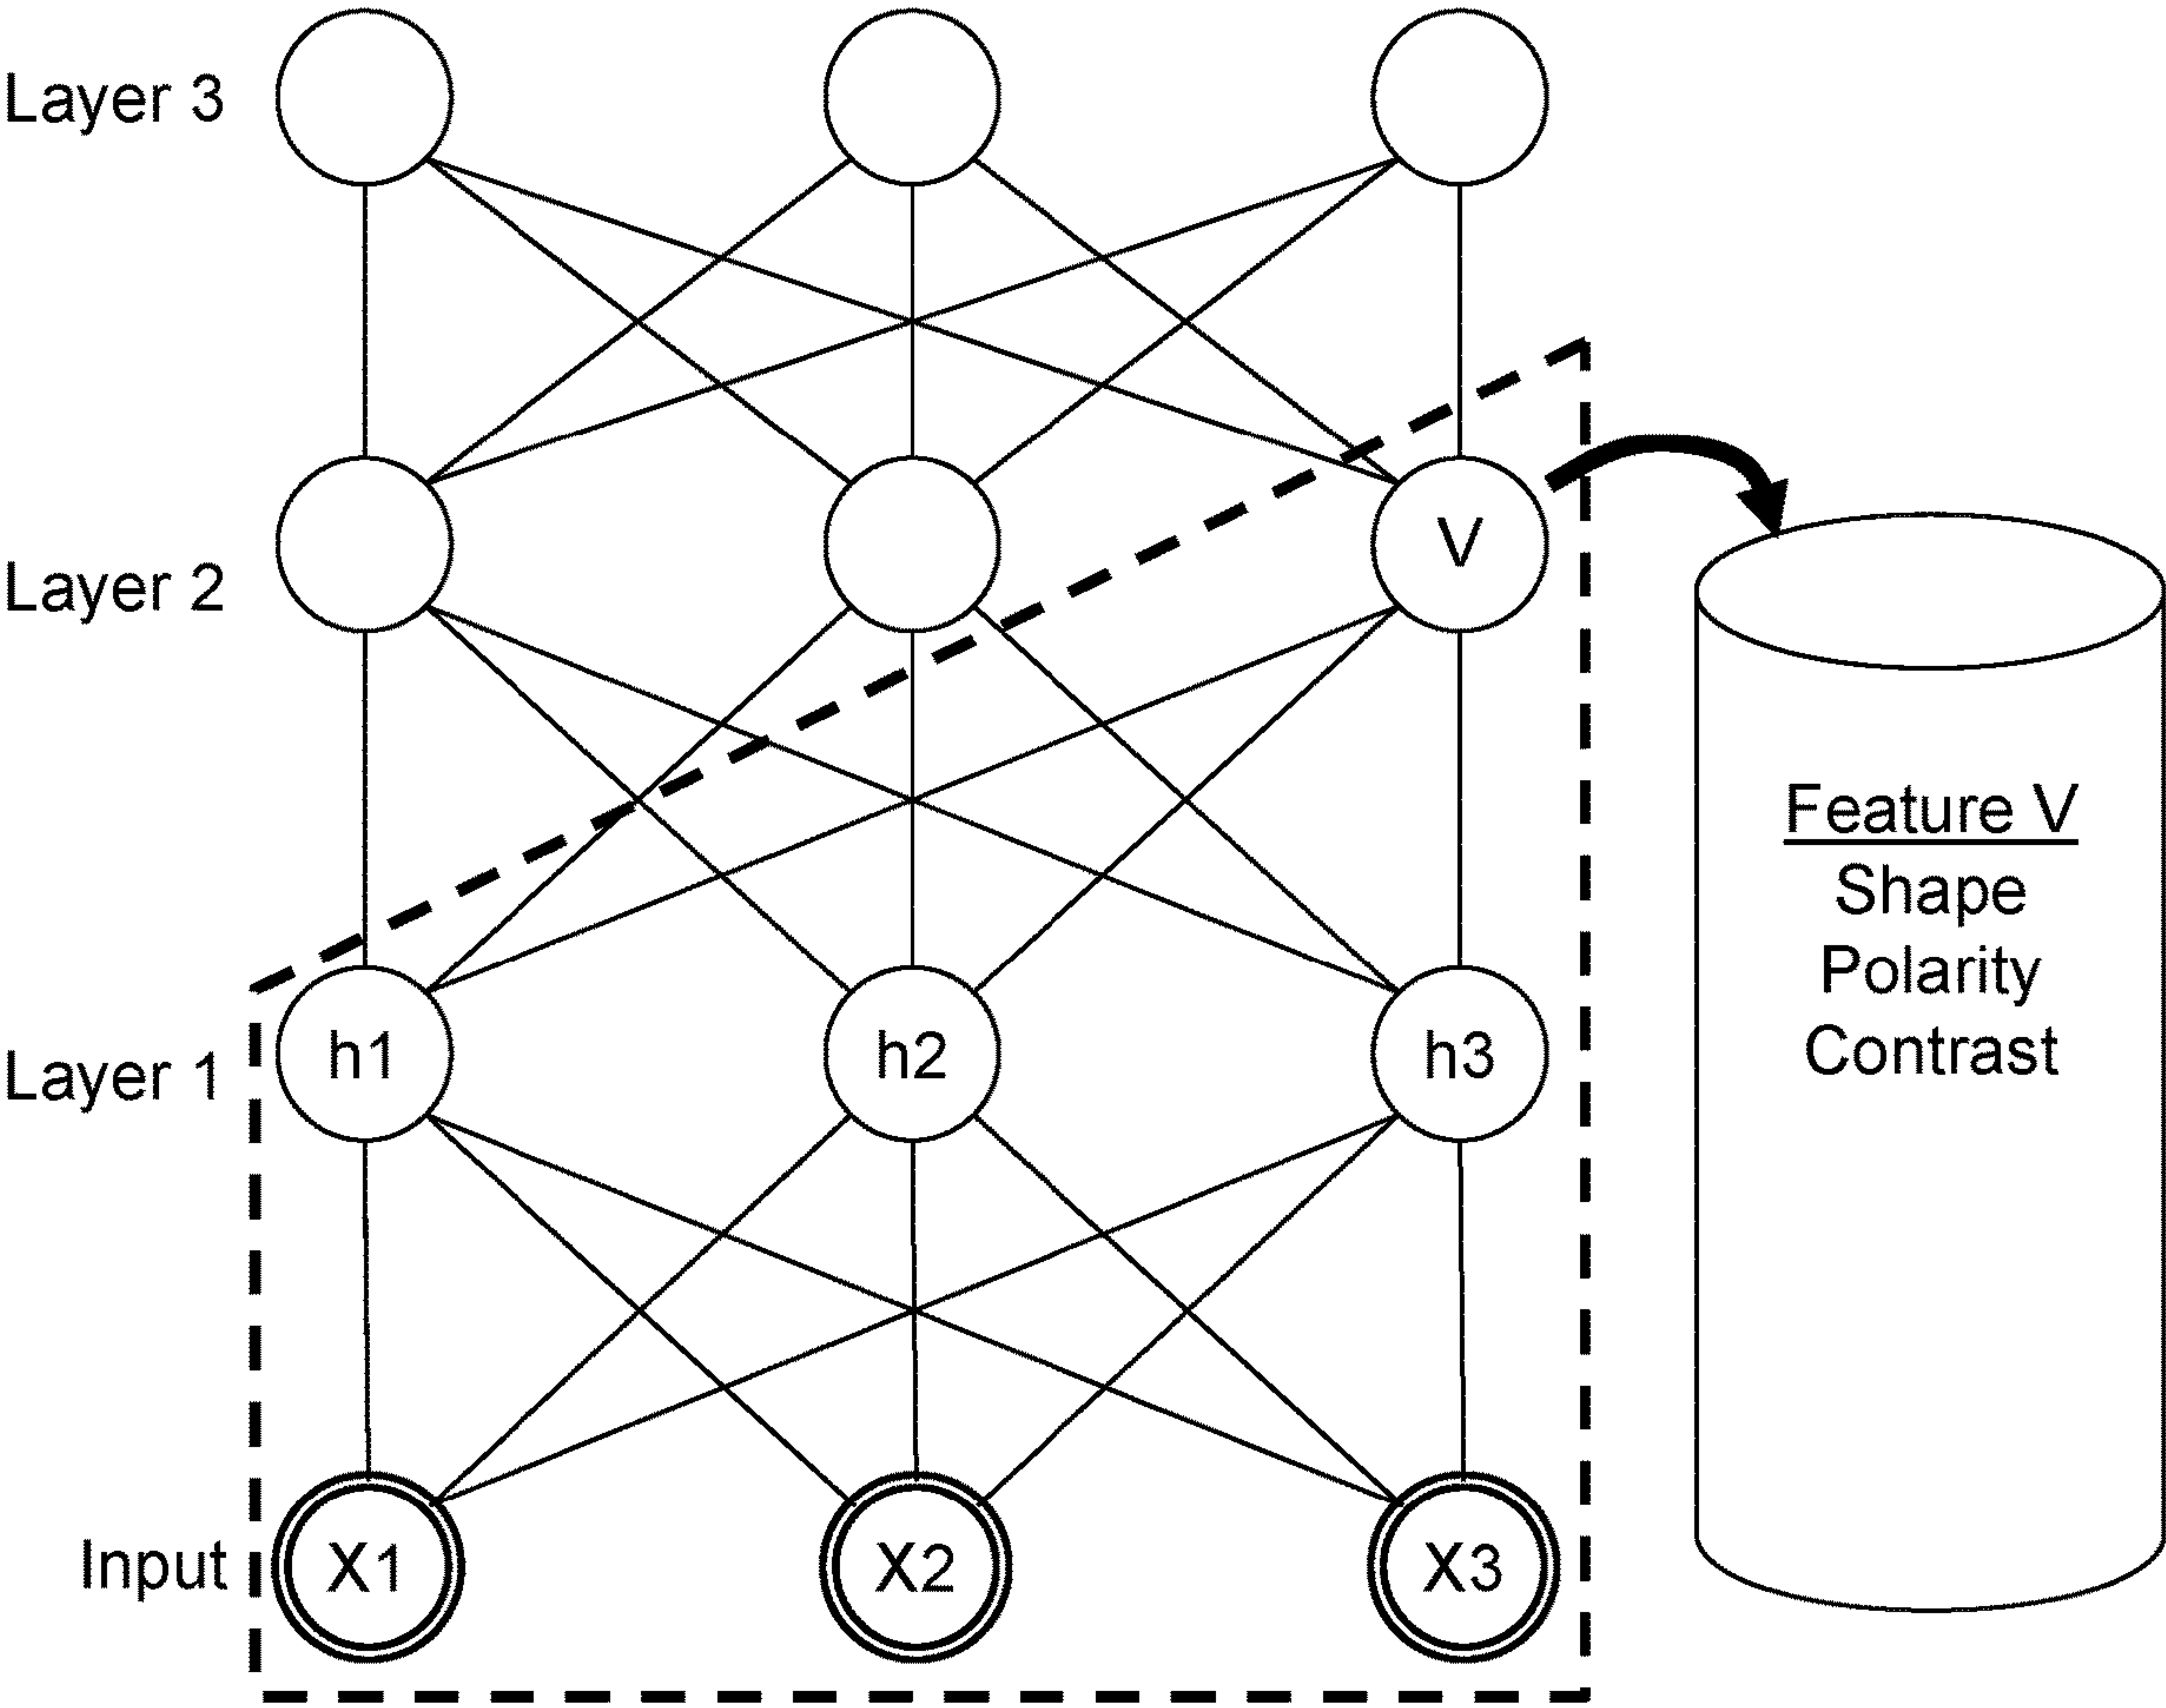 Layer 3
Layer 2
V
Layer 1
h1
h2
h3
Input
X1
X2
X3
Feature V
Shape
Polarity
Contrast